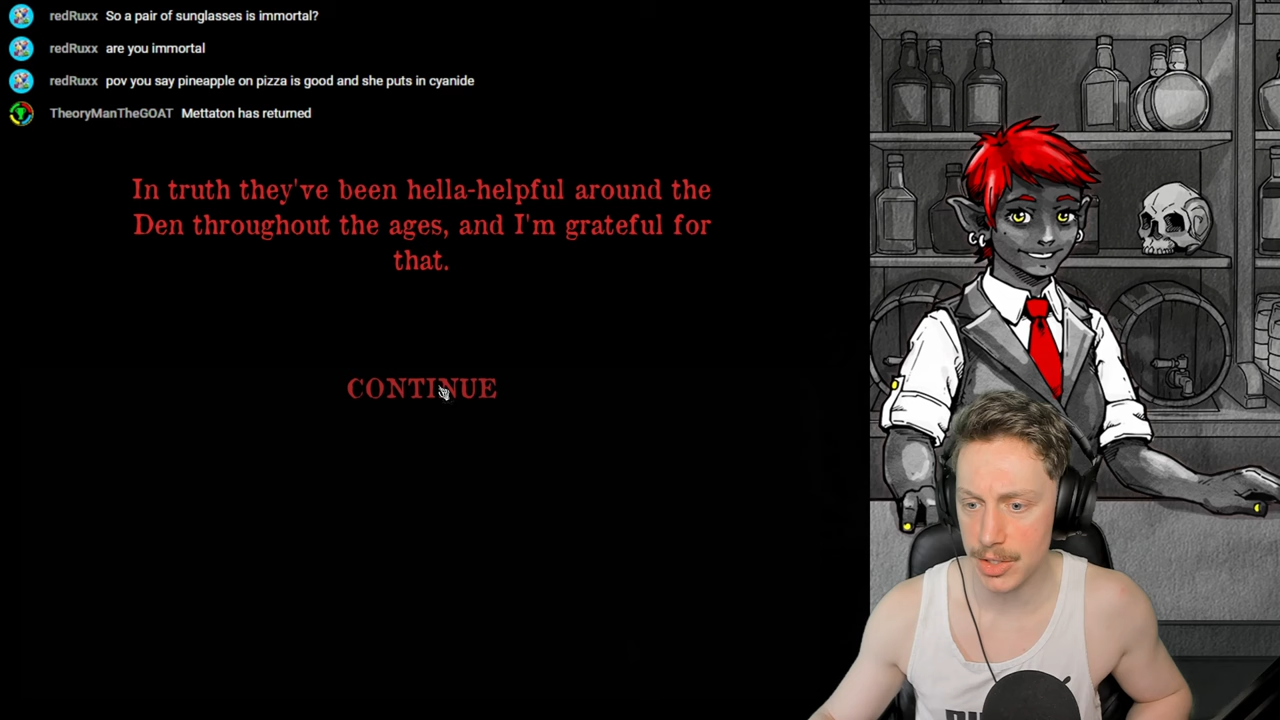 redRuxx So a pair of sunglasses is immortal?
redRuxx are you immortal
redRuxx pov you say pineapple on pizza is good and she puts in cyanide
TheoryManTheGOAT Mettaton has returned
In truth they've been hella-helpful around the
Den throughout the ages, and I'm grateful for
that.
CONTINUE